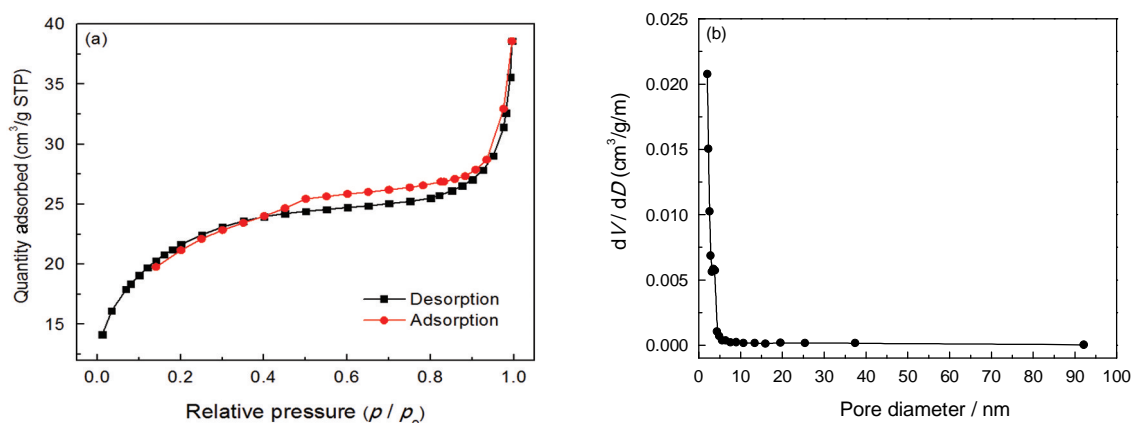 (a)
Quantity adsorbed (cm³/g STP)
40
35
30
25
20
15
0.0 0.2 0.4 0.6 0.8 1.0
Desorption
Adsorption
Relative pressure (p / p₀)
(b)
dV / dD (cm³/g/m)
0.025
0.020
0.015
0.010
0.005
0.000
0 10 20 30 40 50 60 70 80 90 100
Pore diameter / nm